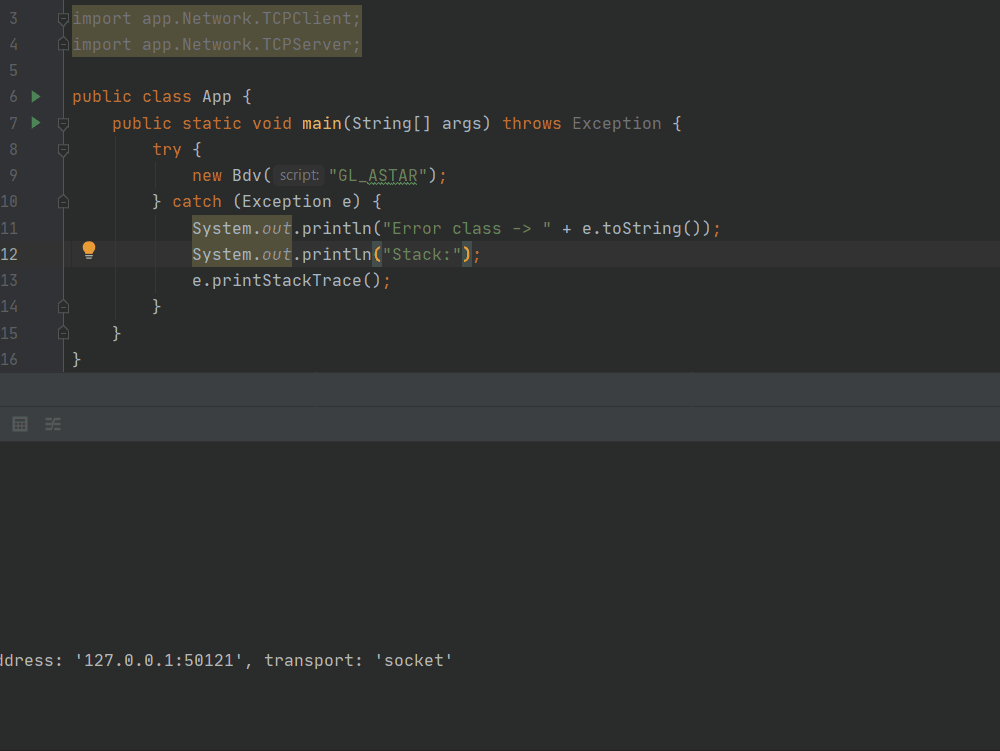 3 import app.Network.TCPClient;
4 import app.Network.TCPServer;
5
6 public class App {
7 public static void main(String[] args) throws Exception {
8 try {
9 new Bdv( script: "GL_ASTAR");
10 } catch (Exception e) {
11 System.out.println("Error class -> " + e.toString());
12 System.out.println("Stack:");
13 e.printStackTrace();
14 }
15 }
16 }
ddress: '127.0.0.1:50121', transport: 'socket'